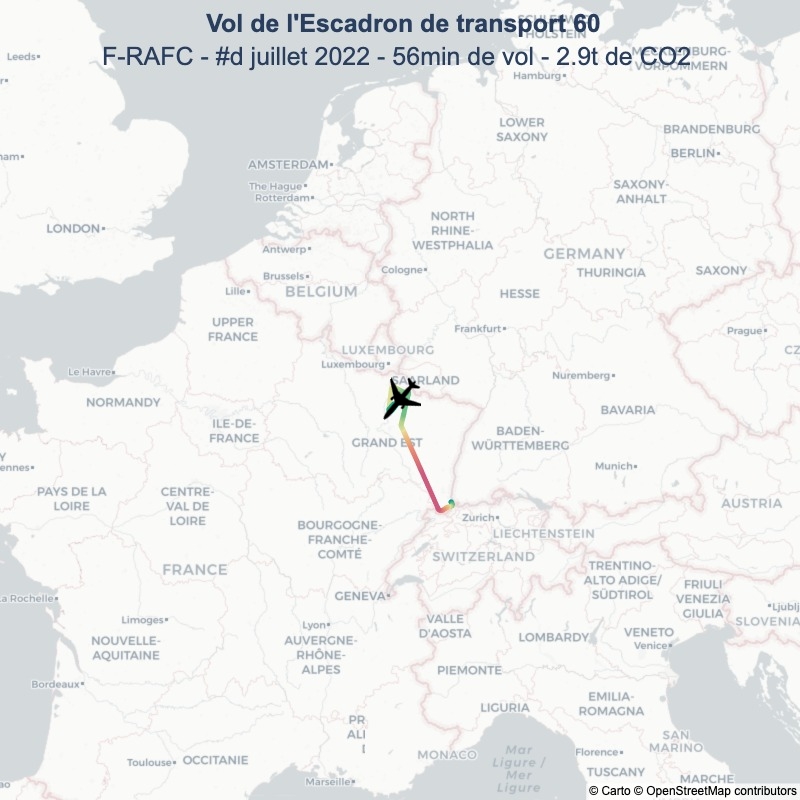 Vol de l'Escadron de transport 60
F-RAFC - #d juillet 2022 - 56min de vol - 2.9t de CO2
HOLSTEIN
MECKLENBURG-
VORPOMMERN
Leeds
Hamburg
LOWER
SAXONY
BRANDENBURG
BERLIN
AMSTERDAM
The Hague
Rotterdam
SAXONY-
ANHALT
LONDON
NORTH
RHINE-
WESTPHALIA
Antwerp
GERMANY
Cologne
THURINGIA
SAXONY
Brussels
Lille
BELGIUM
HESSE
UPPER
FRANCE
Frankfurt
Prague
LUXEMBOURG
Luxembourg
CZ
SAARLAND
Le Havre
Nuremberg
NORMANDY
BAVARIA
ILE-DE-
FRANCE
GRAND EST
BADEN-
WÜRTTEMBERG
Munich
PAYS DE LA
LOIRE
CENTRE-
VAL DE
LOIRE
AUSTRIA
Zurich
BOURGOGNE-
FRANCHE-
COMTÉ
LIECHTENSTEIN
SWITZERLAND
FRANCE
TRENTINO-
ALTO ADIGE/
SÜDTIROL
FRIULI
VENEZIA
GIULIA
La Rochelle
GENEVA
Limoges
Lyon
VALLE
D'AOSTA
Ljublj
SLOVENIA
NOUVELLE-
AQUITAINE
AUVERGNE-
RHÔNE-
ALPES
LOMBARDY
VENETO
Venice
Bordeaux
PIEMONTE
EMILIA-
ROMAGNA
LIGURIA
PR
ALI
SAN
MARINO
Toulouse
OCCITANIE
MONACO
Mar
Ligure /
Mer
Ligure
Florence
TUSCANY
MARCHE
Marseille
© Carto © OpenStreetMap contributors